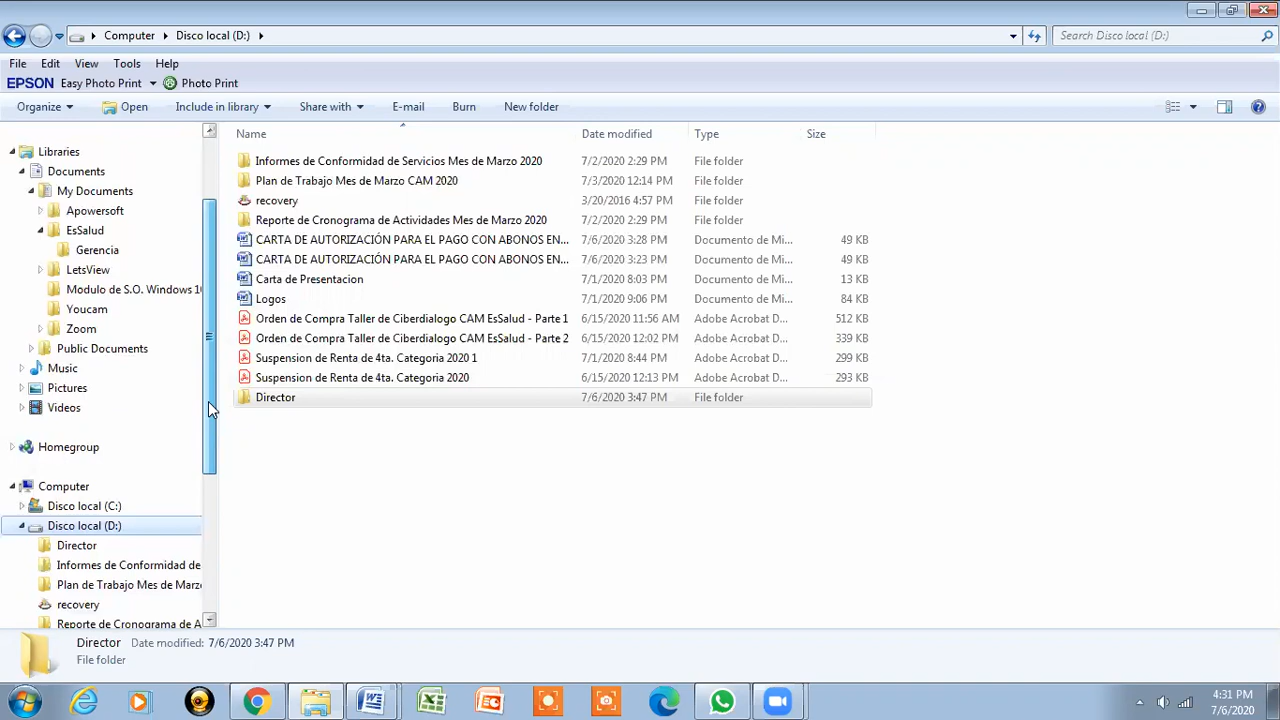 Computer Disco local (D:) Search Disco local (D:)
File Edit View Tools Help
EPSON Easy Photo Print Photo Print
Organize Open Include in library Share with E-mail Burn New folder
Name Date modified Type Size
Libraries
Documents
My Documents
Apowersoft
EsSalud
Gerencia
LetsView
Modulo de S.O. Windows 10
Youcam
Zoom
Public Documents
Music
Pictures
Videos
Homegroup
Computer
Disco local (C:)
Disco local (D:)
Director
Informes de Conformidad de
Plan de Trabajo Mes de Marzo
recovery
Reporte de Cronograma de A
Informes de Conformidad de Servicios Mes de Marzo 2020 7/2/2020 2:29 PM File folder
Plan de Trabajo Mes de Marzo CAM 2020 7/3/2020 12:14 PM File folder
recovery 3/20/2016 4:57 PM File folder
Reporte de Cronograma de Actividades Mes de Marzo 2020 7/2/2020 2:29 PM File folder
CARTA DE AUTORIZACIÓN PARA EL PAGO CON ABONOS EN... 7/6/2020 3:28 PM Documento de Mi... 49 KB
CARTA DE AUTORIZACIÓN PARA EL PAGO CON ABONOS EN... 7/6/2020 3:23 PM Documento de Mi... 49 KB
Carta de Presentacion 7/1/2020 8:03 PM Documento de Mi... 13 KB
Logos 7/1/2020 9:06 PM Documento de Mi... 84 KB
Orden de Compra Taller de Ciberdialogo CAM EsSalud - Parte 1 6/15/2020 11:56 AM Adobe Acrobat D... 512 KB
Orden de Compra Taller de Ciberdialogo CAM EsSalud - Parte 2 6/15/2020 12:02 PM Adobe Acrobat D... 339 KB
Suspension de Renta de 4ta. Categoria 2020 1 7/1/2020 8:44 PM Adobe Acrobat D... 299 KB
Suspension de Renta de 4ta. Categoria 2020 6/15/2020 12:13 PM Adobe Acrobat D... 293 KB
Director 7/6/2020 3:47 PM File folder
Director Date modified: 7/6/2020 3:47 PM
File folder
4:31 PM
7/6/2020